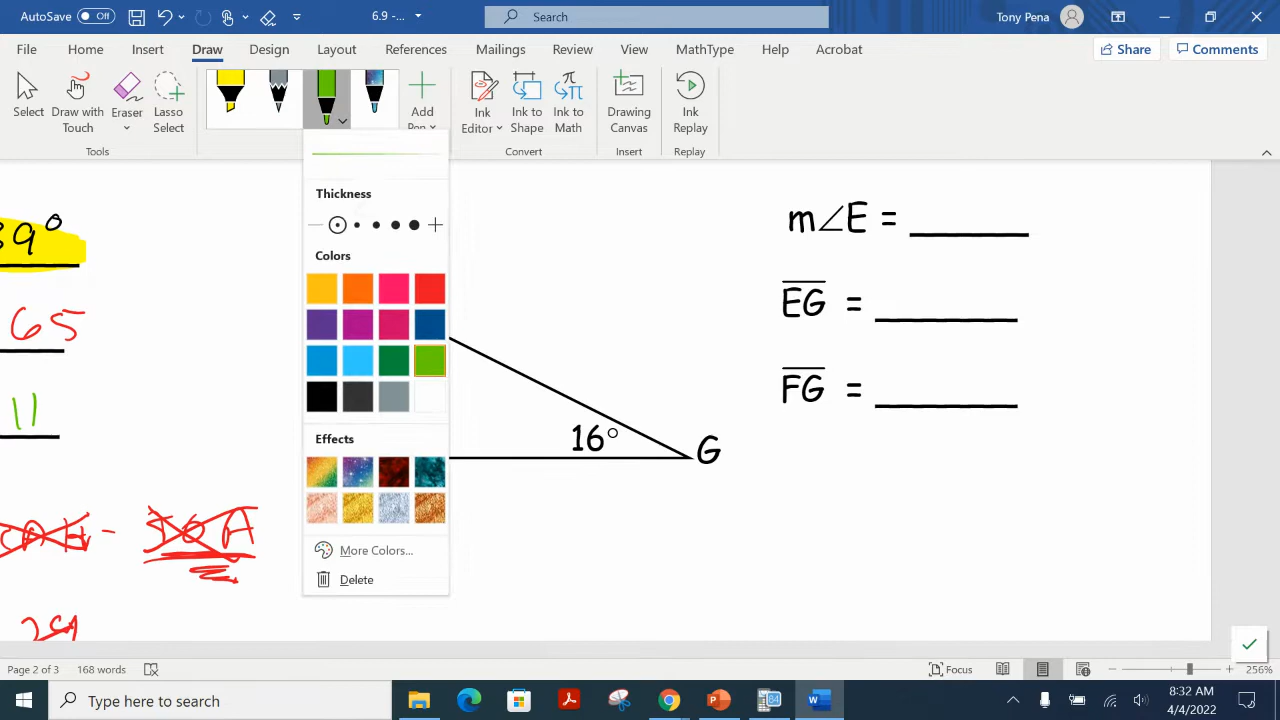 AutoSave Off 6.9 -... Search Tony Pena
File Home Insert Draw Design Layout References Mailings Review View MathType Help Acrobat Share Comments
Select Draw with Touch Eraser Lasso Select Add Pen Ink Editor Ink to Shape Ink to Math Drawing Canvas Ink Replay
Tools Convert Insert Replay
Thickness
Colors
Effects
More Colors...
Delete
39°
65
11
m∠E =
EG =
FG =
16° G
SOH
Page 2 of 3 168 words Focus 256%
Type here to search 84 8:32 AM
4/4/2022